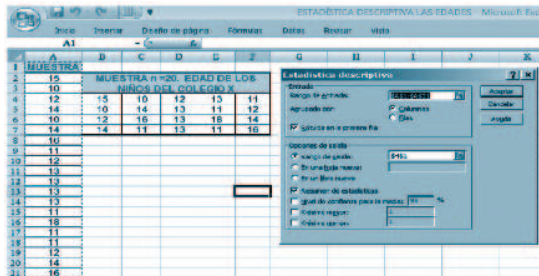 ESTADÍSTICA DESCRIPTIVA LAS EDADES - Microsoft Exc
Inicio Insertar Diseño de página Fórmulas Datos Revisar Vista
A1 fx
A B C D E F G H I J K
1 MUESTRA
2 15 MUESTRA n =20. EDAD DE LOS
3 10 NIÑOS DEL COLEGIO X
4 12 15 10 12 13 11
5 14 10 14 13 11 12
6 10 12 16 13 18 14
7 14 14 11 13 11 16
8 16
9 11
10 12
11 13
12 13
13 13
14 13
15 11
16 18
17 11
18 11
19 12
20 14
21 16
Estadística descriptiva
Entrada
Rango de entrada:
Agrupado por: Columnas
Filas
Rótulos en la primera fila
Aceptar
Cancelar
Ayuda
Opciones de salida
Rango de salida: $H$1
En una hoja nueva:
En un libro nuevo
Resumen de estadísticas
Nivel de confianza para la media: 95 %
K-ésimo mayor: 1
K-ésimo menor: 1